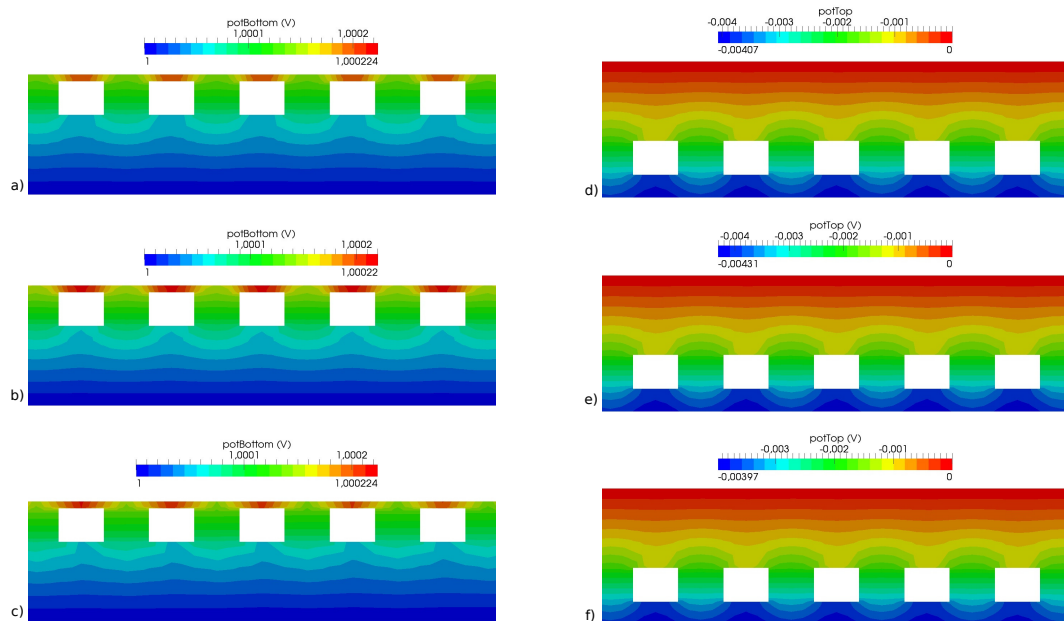 potBottom (V)
1,0001 1,0002
1 1,000224
a)
potBottom (V)
1,0001 1,0002
1 1,00022
b)
potBottom (V)
1,0001 1,0002
1 1,000224
c)
potTop
-0,004 -0,003 -0,002 -0,001
-0,00407 0
d)
potTop (V)
-0,004 -0,003 -0,002 -0,001
-0,00431 0
e)
potTop (V)
-0,003 -0,002 -0,001
-0,00397 0
f)